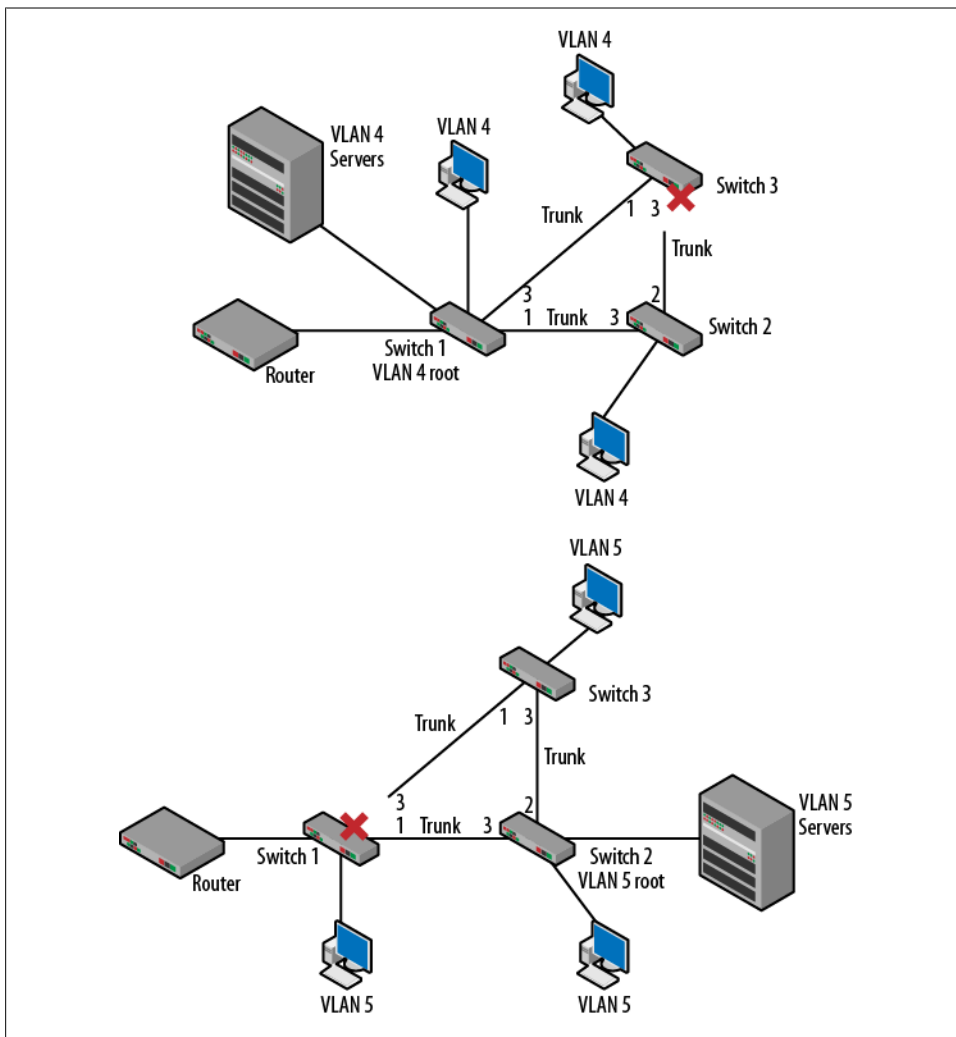 VLAN 4
VLAN 4
Servers
VLAN 4
Switch 3
Trunk
1 3
Trunk
3
2
1 Trunk 3
Switch 2
Switch 1
VLAN 4 root
Router
VLAN 4
VLAN 5
Switch 3
1 3
Trunk
Trunk
VLAN 5
Servers
3
2
1 Trunk 3
Switch 1
Switch 2
VLAN 5 root
Router
VLAN 5
VLAN 5